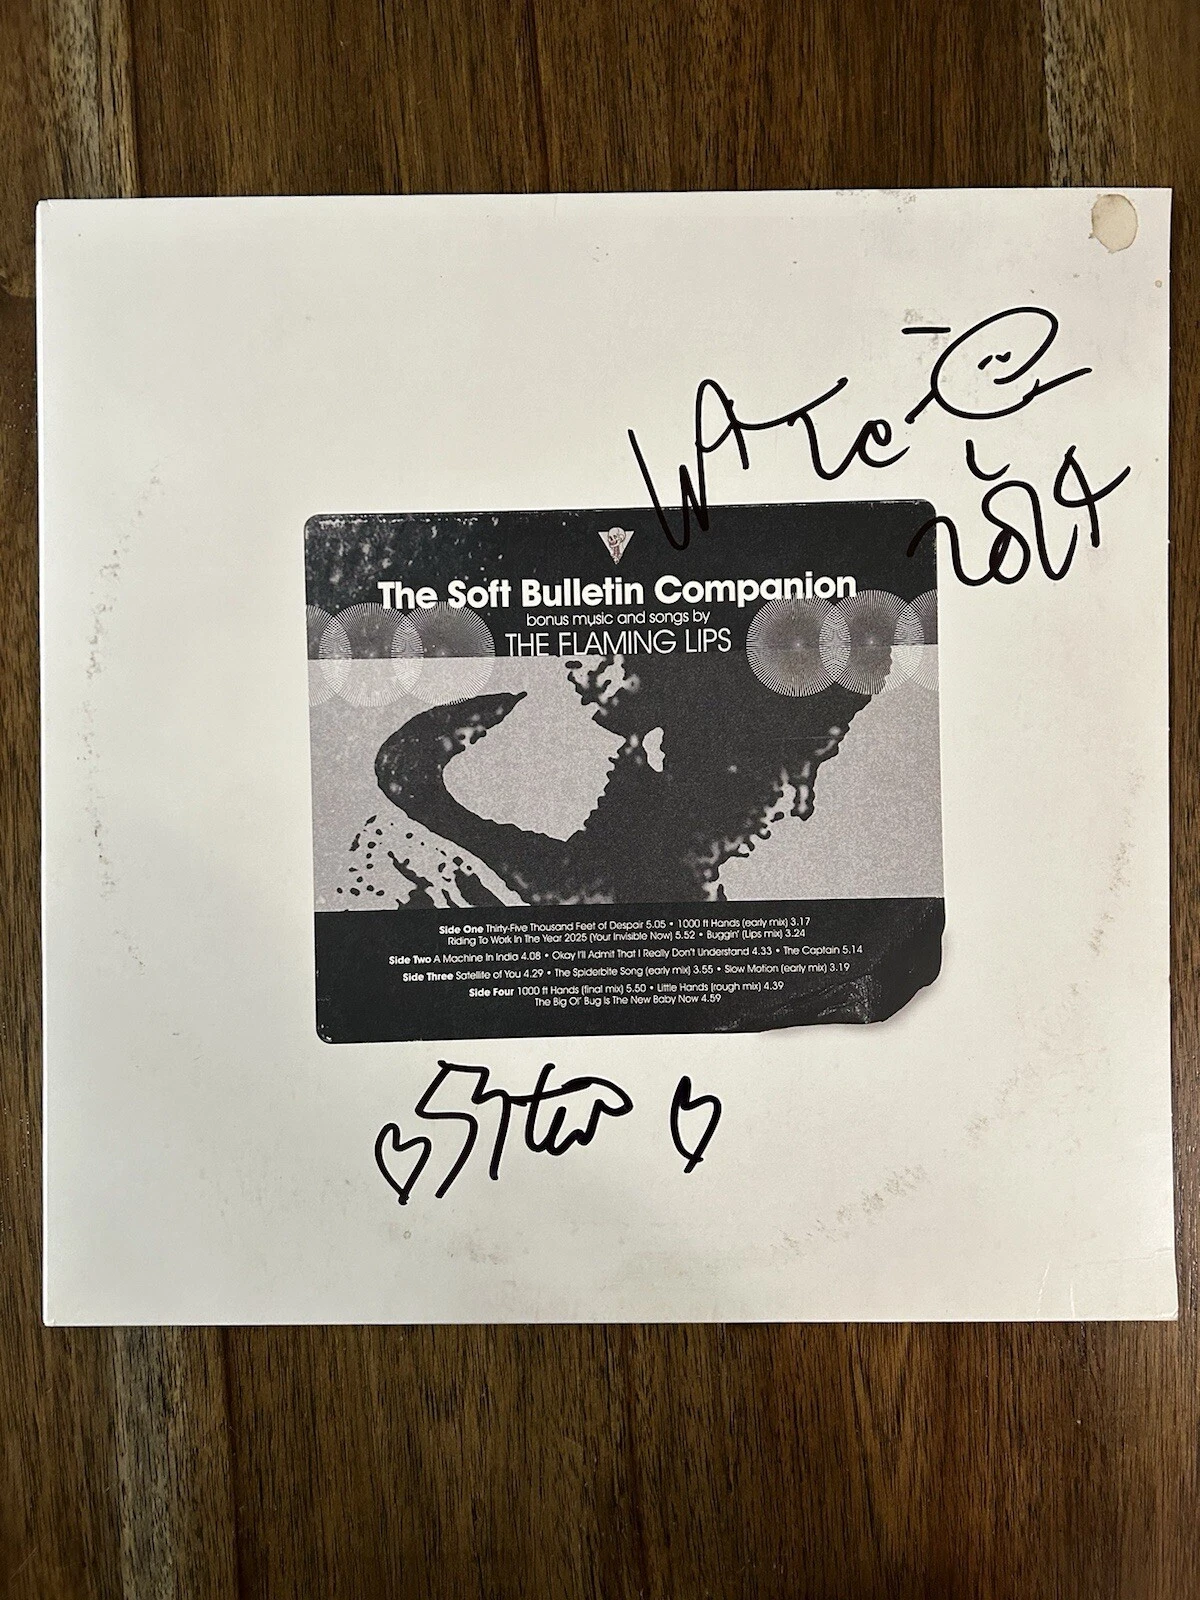 2024
The Soft Bulletin Companion
bonus music and songs by
THE FLAMING LIPS
Side One Thirty-Five Thousand Feet of Despair 5.05 • 1000 ft Hands (early mix) 3.17
Riding To Work In The Year 2025 (Your Invisible Now) 5.52 • Buggin' (Lips mix) 3.24
Side Two A Machine In India 4.08 • Okay I'll Admit That I Really Don't Understand 4.33 • The Captain 5.14
Side Three Satellite of You 4.29 • The Spiderbite Song (early mix) 3.55 • Slow Motion (early mix) 3.19
Side Four 1000 ft Hands (final mix) 5.50 • Little Hands (rough mix) 4.39
The Big Ol' Bug Is The New Baby Now 4.59